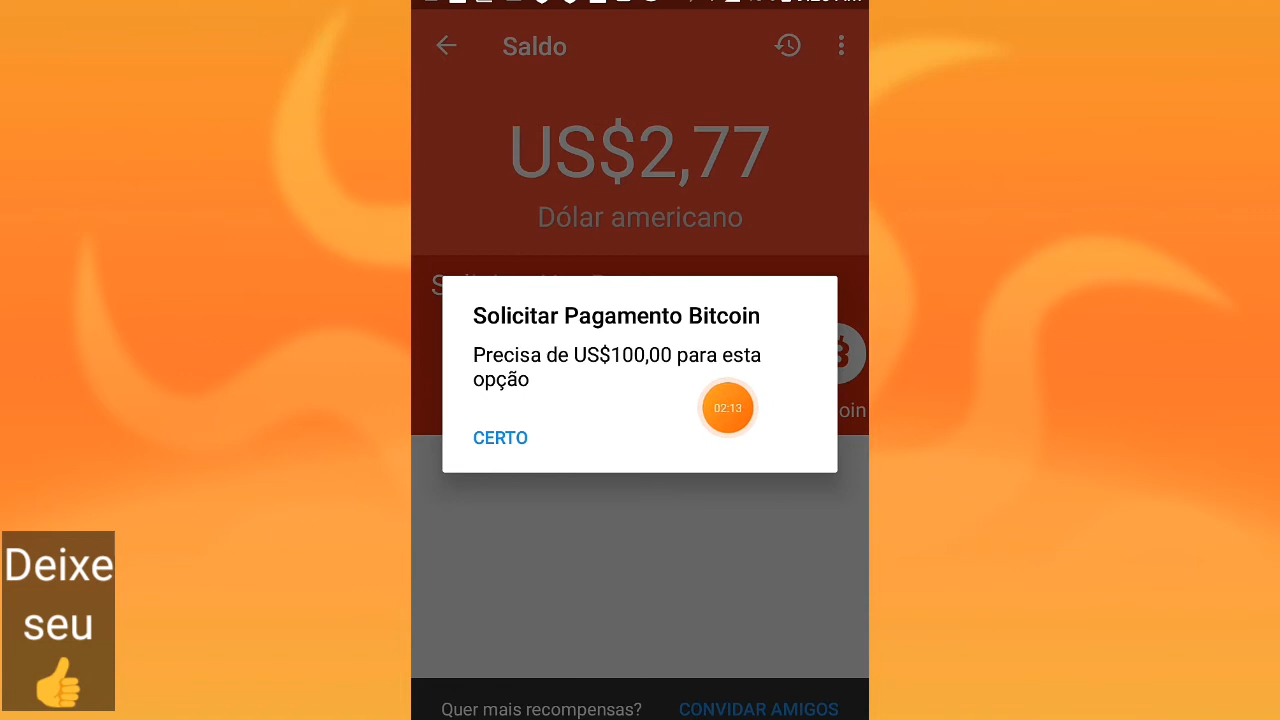 Saldo
US$2,77
Dólar americano
Solicitar Pagamento Bitcoin
Precisa de US$100,00 para esta
opção
02:13
oin
CERTO
Deixe
seu
Quer mais recompensas? CONVIDAR AMIGOS